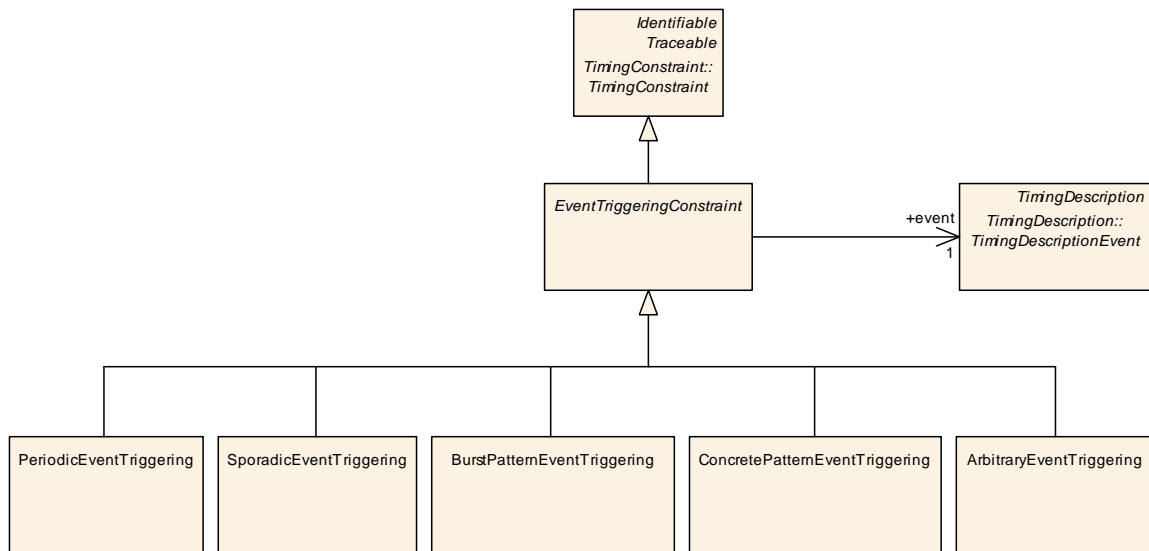 Identifiable
Traceable
TimingConstraint::
TimingConstraint
EventTriggeringConstraint
+event
1
TimingDescription
TimingDescription::
TimingDescriptionEvent
PeriodicEventTriggering
SporadicEventTriggering
BurstPatternEventTriggering
ConcretePatternEventTriggering
ArbitraryEventTriggering